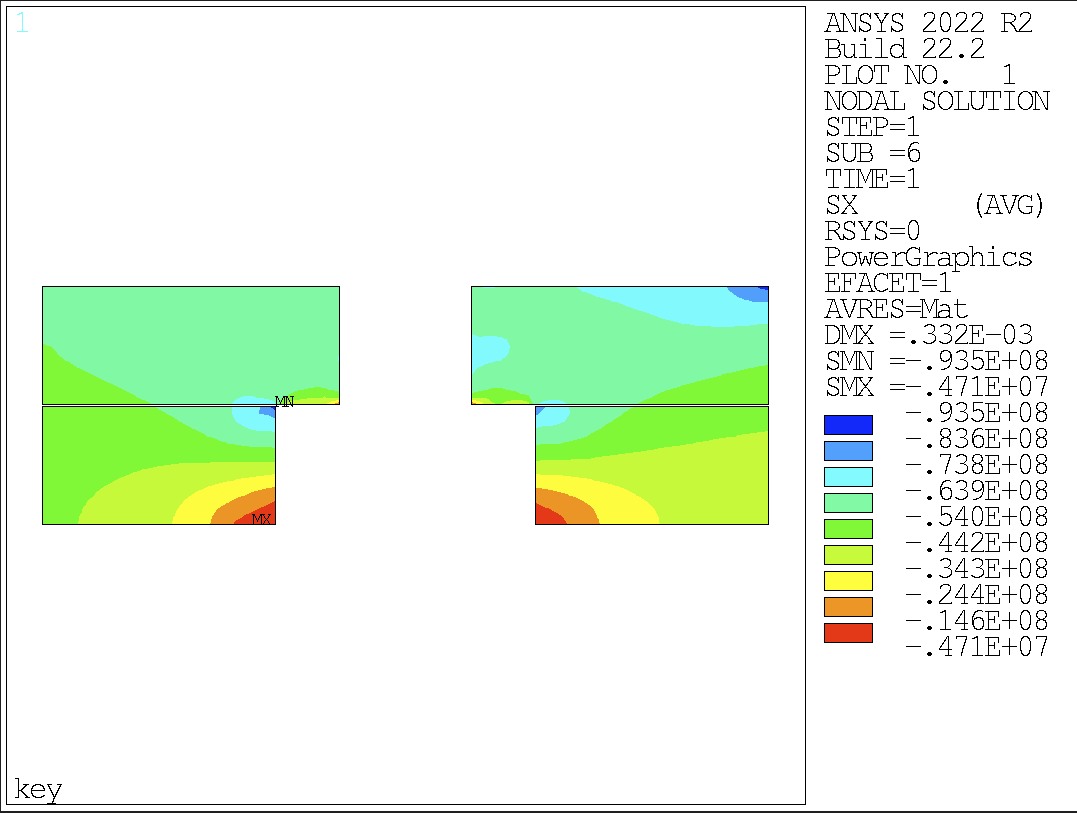 1
ANSYS 2022 R2
Build 22.2
PLOT NO. 1
NODAL SOLUTION
STEP=1
SUB =6
TIME=1
SX (AVG)
RSYS=0
PowerGraphics
EFACET=1
AVRES=Mat
DMX =.332E-03
SMN =-.935E+08
SMX =-.471E+07
-.935E+08
-.836E+08
-.738E+08
-.639E+08
-.540E+08
-.442E+08
-.343E+08
-.244E+08
-.146E+08
-.471E+07
MN
MX
key